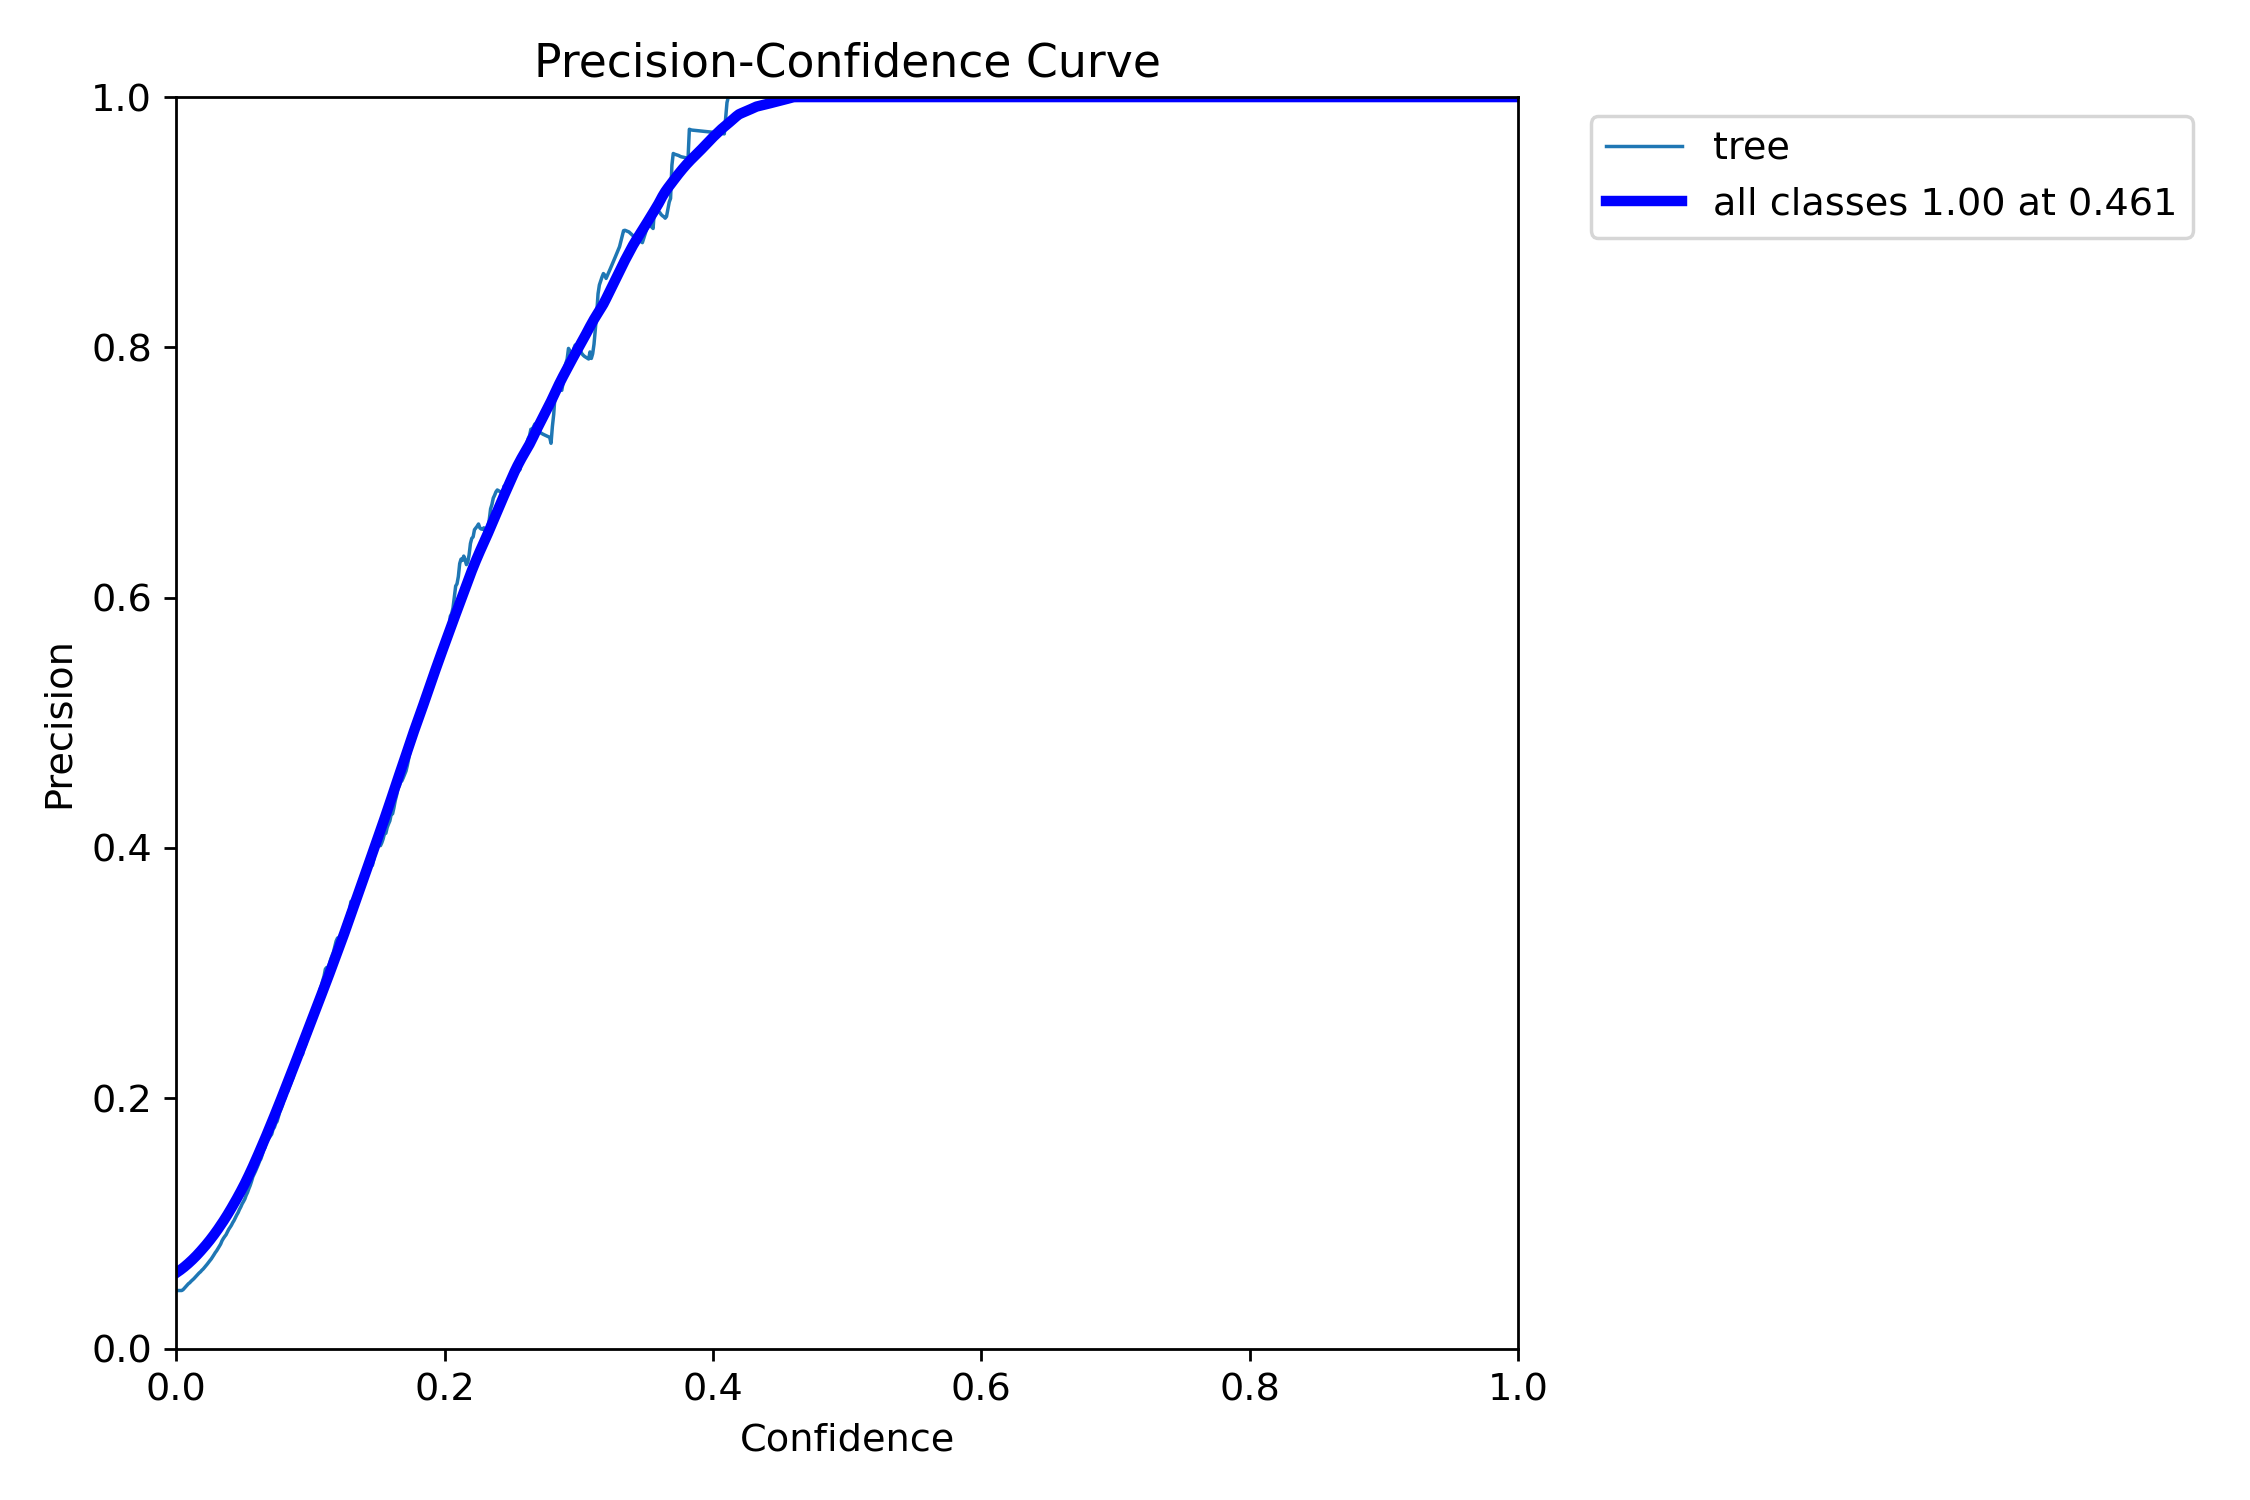 Precision-Confidence Curve
tree
all classes 1.00 at 0.461
1.0
0.8
0.6
0.4
0.2
0.0
Precision
0.0 0.2 0.4 0.6 0.8 1.0
Confidence